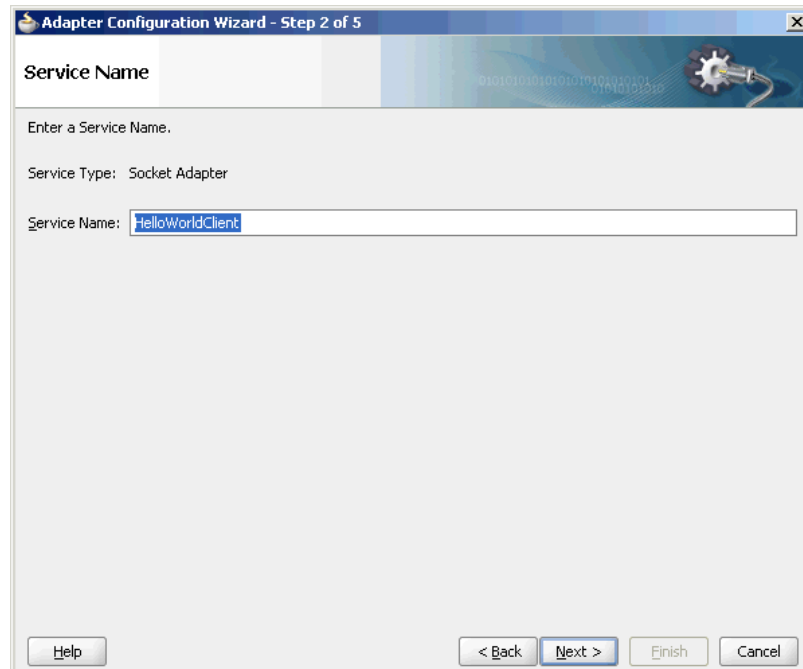 Adapter Configuration Wizard - Step 2 of 5
Service Name
Enter a Service Name.
Service Type: Socket Adapter
Service Name: HelloWorldClient
Help < Back Next > Finish Cancel